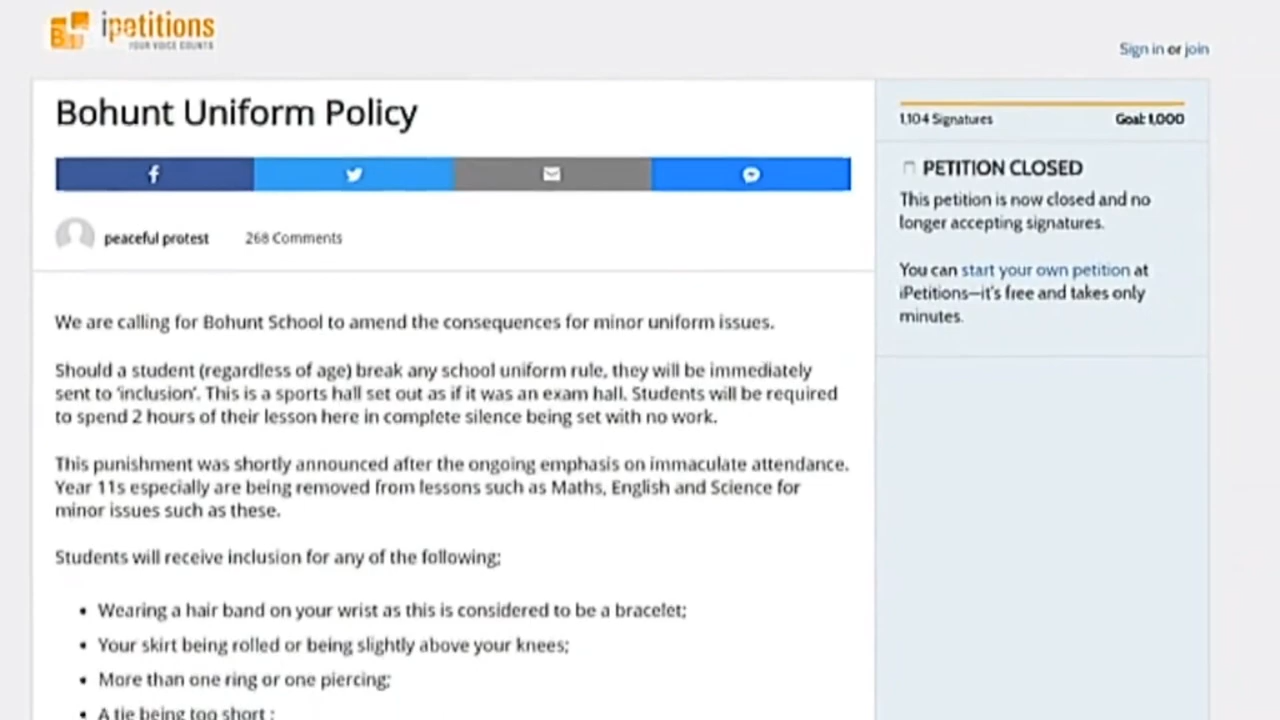 ipetitions
YOUR VOICE COUNTS
Sign in or join
Bohunt Uniform Policy
1,104 Signatures
Goal: 1,000
PETITION CLOSED
This petition is now closed and no
longer accepting signatures.
You can start your own petition at
iPetitions—it's free and takes only
minutes.
peaceful protest
268 Comments
We are calling for Bohunt School to amend the consequences for minor uniform issues.
Should a student (regardless of age) break any school uniform rule, they will be immediately
sent to 'inclusion'. This is a sports hall set out as if it was an exam hall. Students will be required
to spend 2 hours of their lesson here in complete silence being set with no work.
This punishment was shortly announced after the ongoing emphasis on immaculate attendance.
Year 11s especially are being removed from lessons such as Maths, English and Science for
minor issues such as these.
Students will receive inclusion for any of the following;
• Wearing a hair band on your wrist as this is considered to be a bracelet;
• Your skirt being rolled or being slightly above your knees;
• More than one ring or one piercing;
• A tie being too short ;